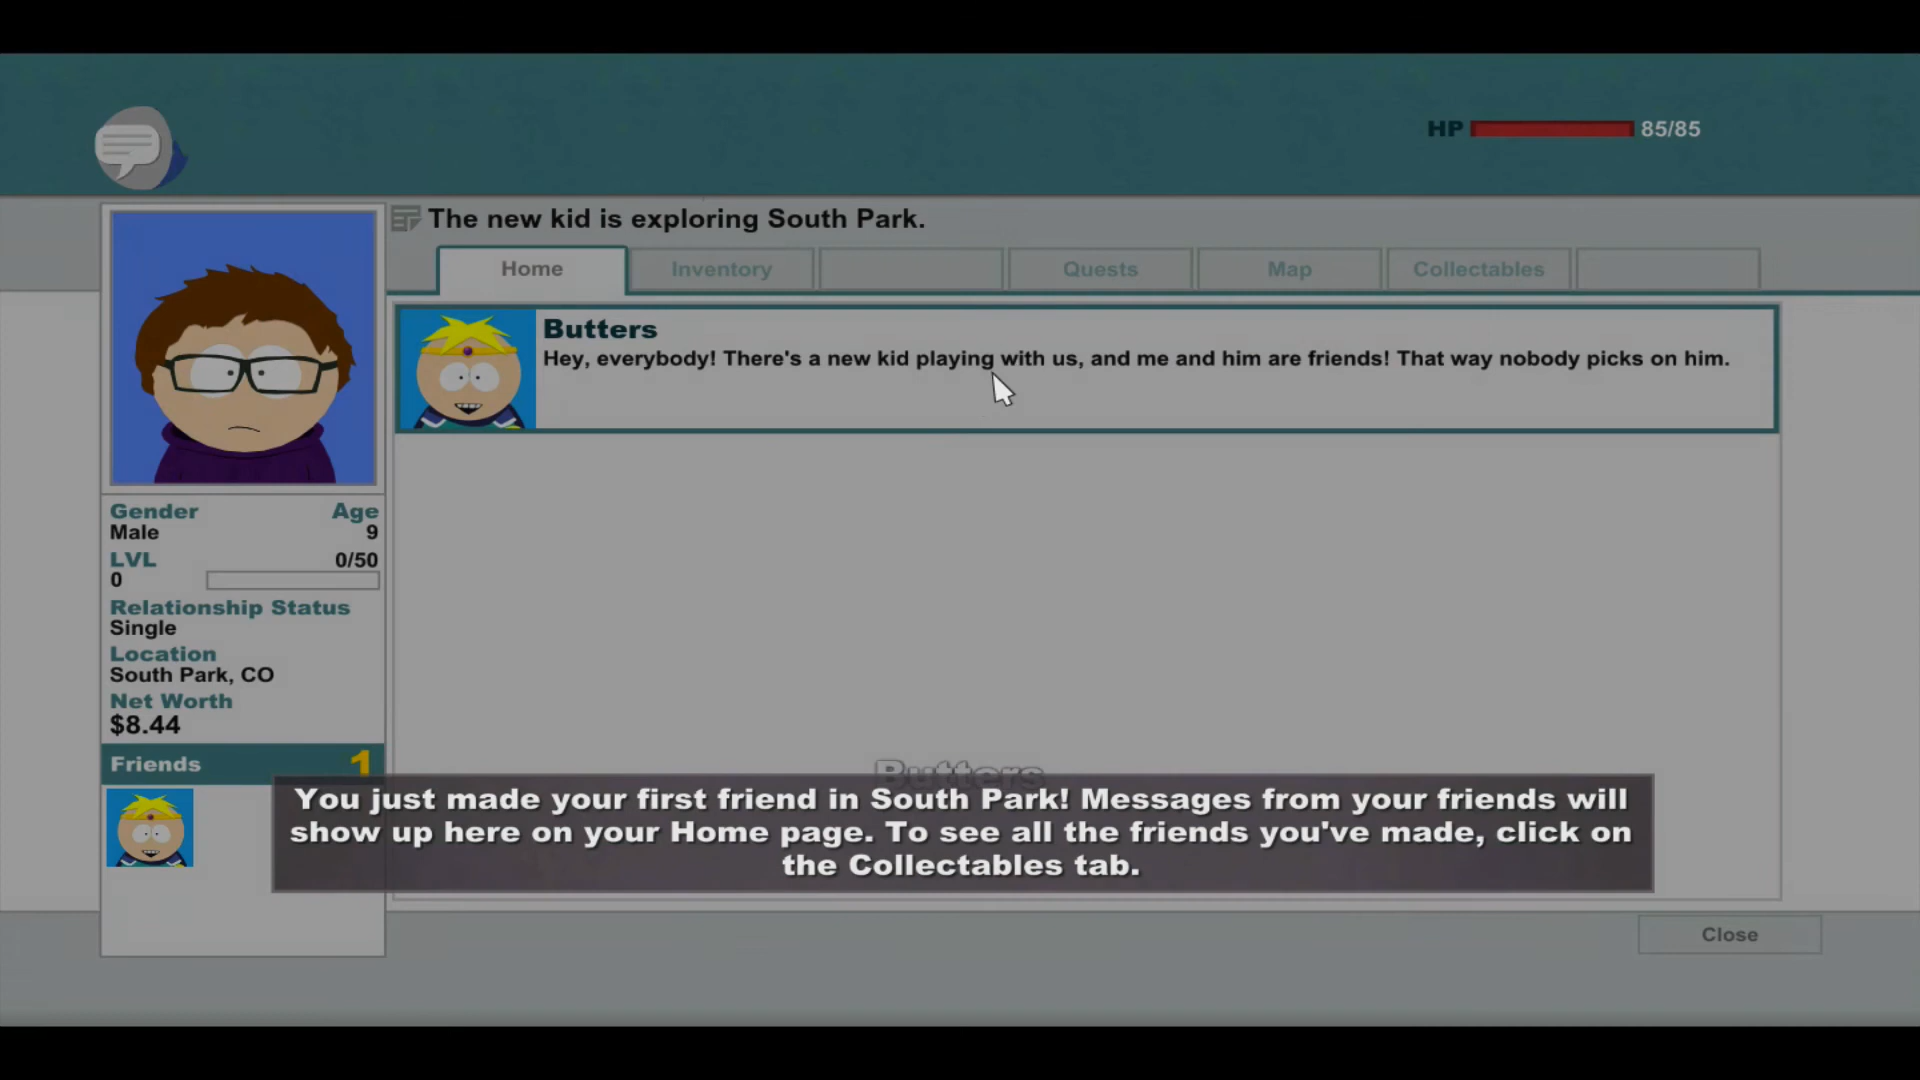 HP 85/85
The new kid is exploring South Park.
Home Inventory Quests Map Collectables
Butters
Hey, everybody! There's a new kid playing with us, and me and him are friends! That way nobody picks on him.
Gender Age
Male 9
LVL 0/50
0
Relationship Status
Single
Location
South Park, CO
Net Worth
$8.44
Friends 1
Butters
You just made your first friend in South Park! Messages from your friends will
show up here on your Home page. To see all the friends you've made, click on
the Collectables tab.
Close